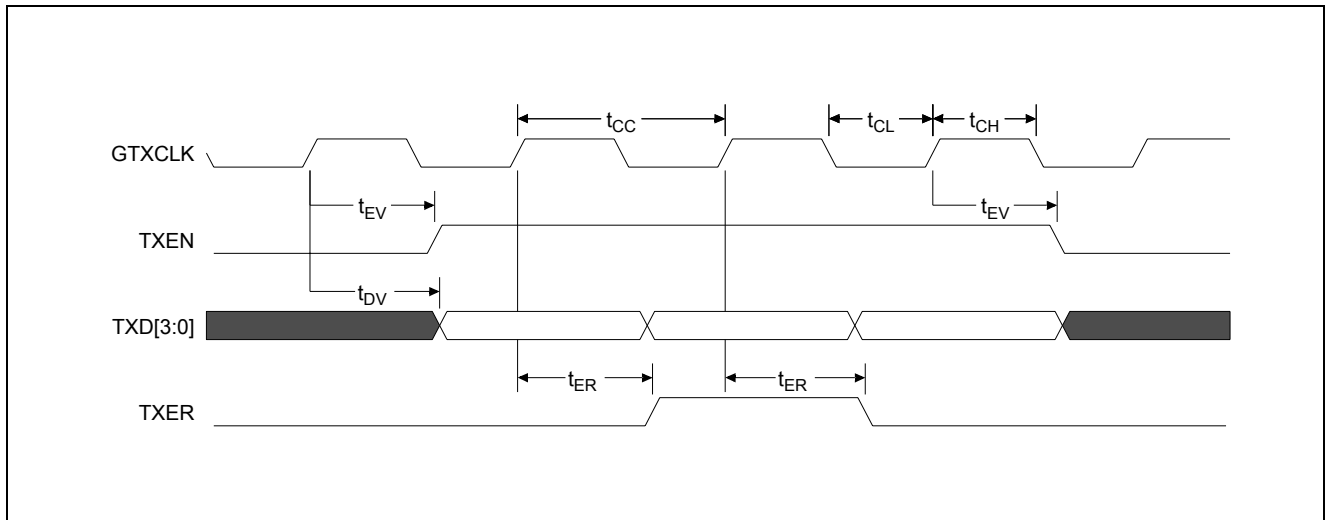 tCC
tCL
tCH
GTXCLK
tEV
tEV
TXEN
tDV
TXD[3:0]
tER
tER
TXER